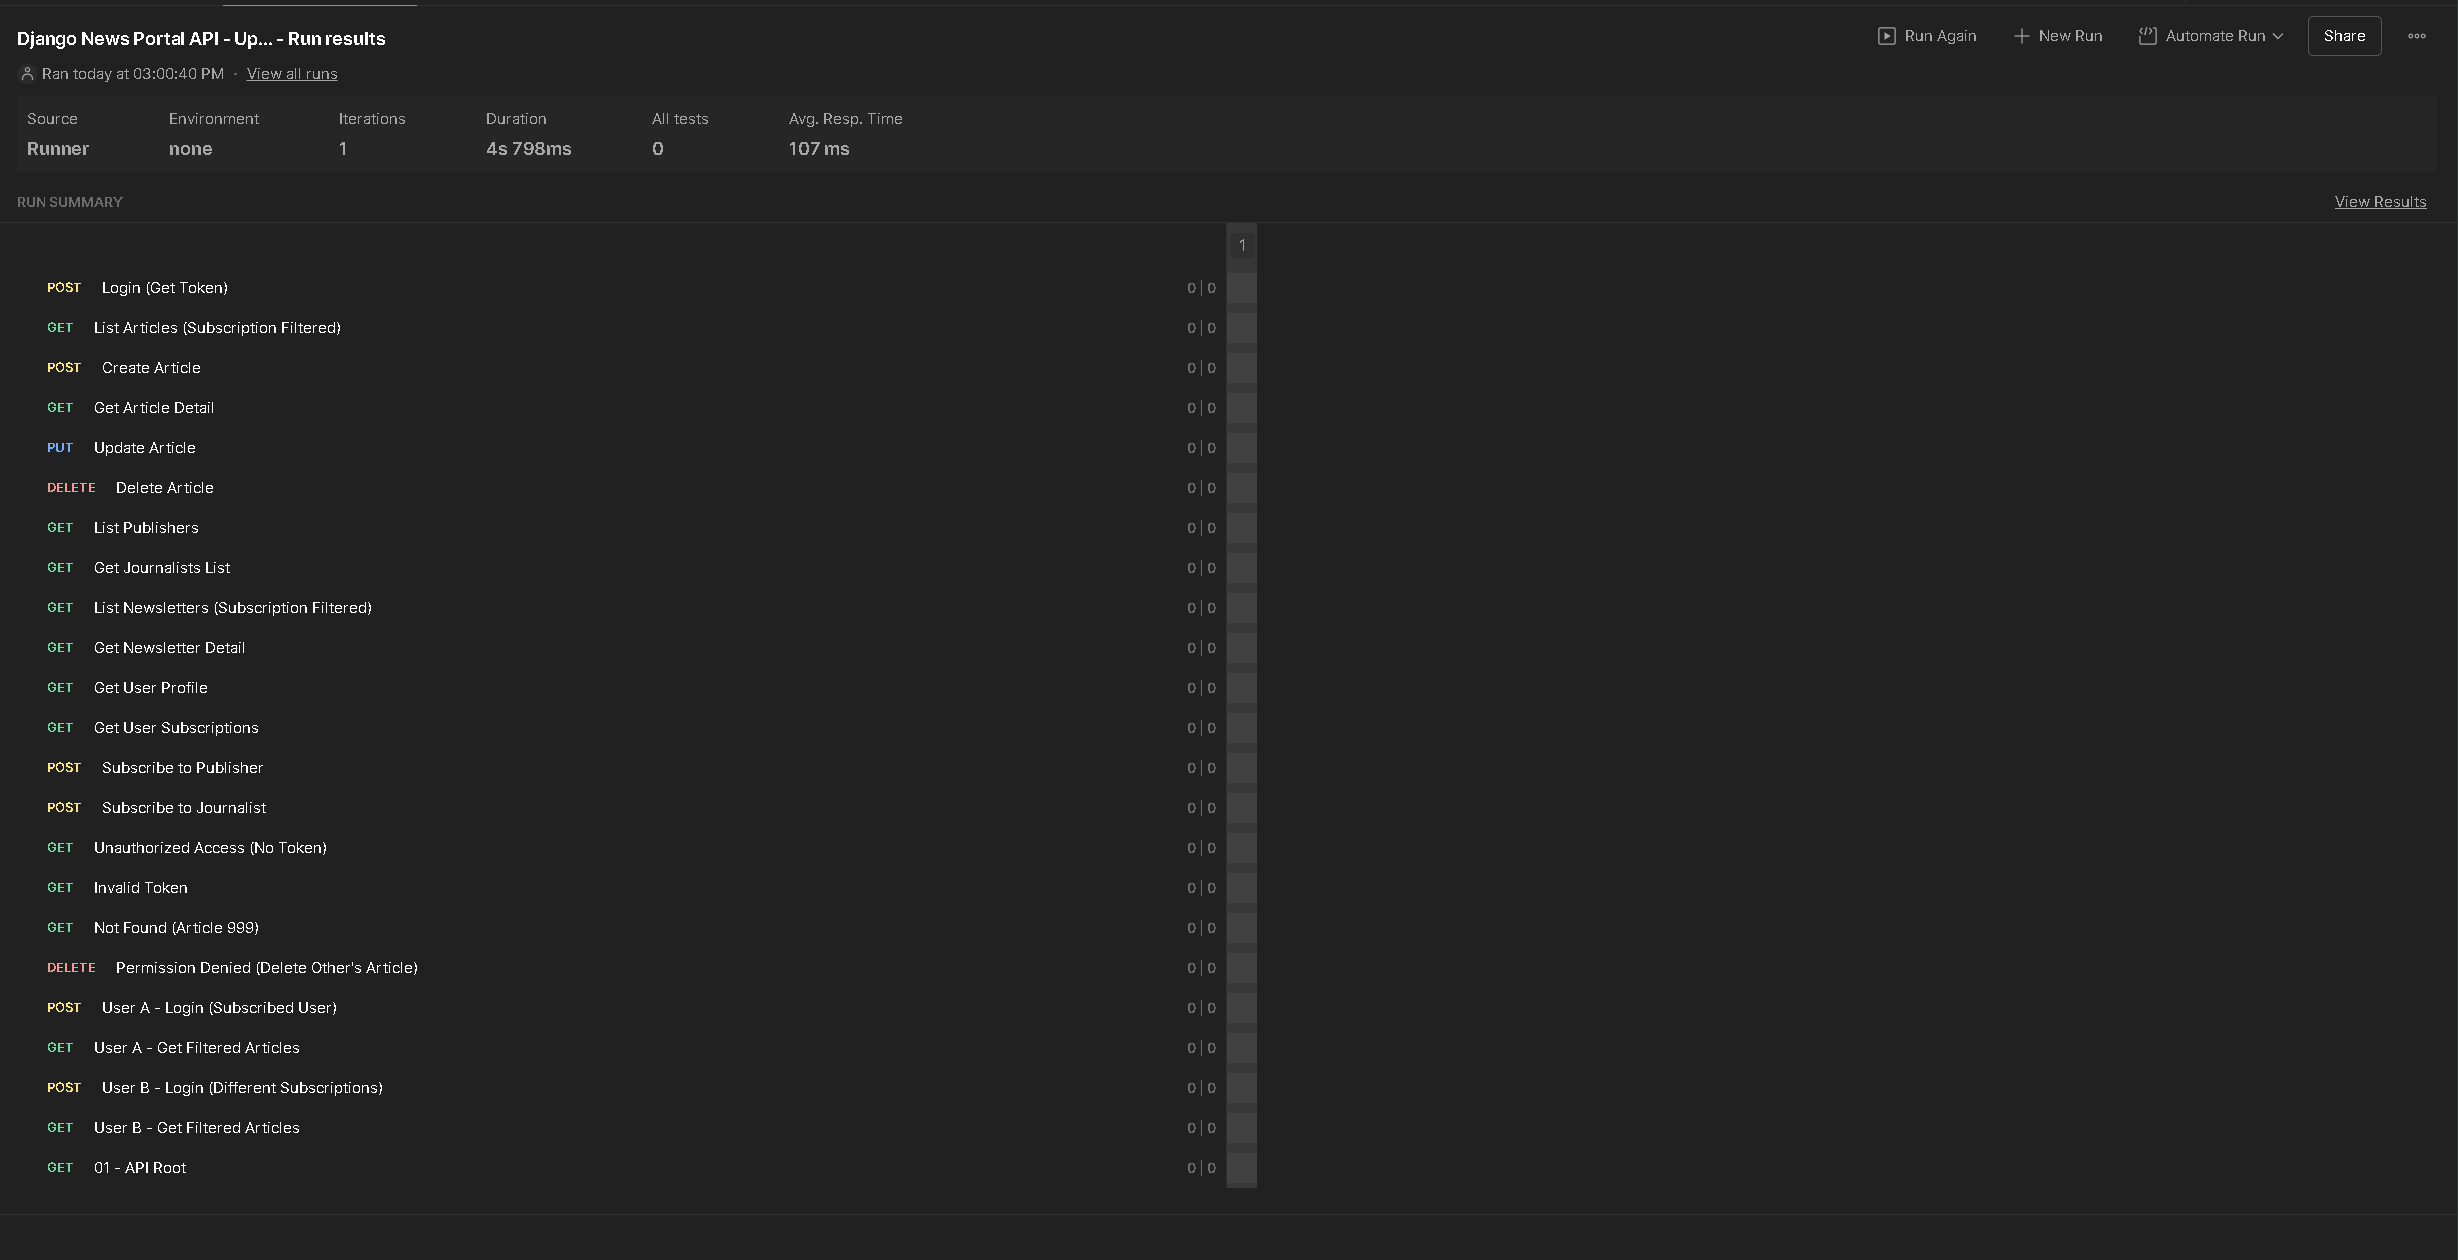 Django News Portal API - Up... - Run results
Run Again
New Run
Automate Run
Share
Ran today at 03:00:40 PM · View all runs
Source Environment Iterations Duration All tests Avg. Resp. Time
Runner none 1 4s 798ms 0 107 ms
RUN SUMMARY
View Results
1
POST Login (Get Token) 0 | 0
GET List Articles (Subscription Filtered) 0 | 0
POST Create Article 0 | 0
GET Get Article Detail 0 | 0
PUT Update Article 0 | 0
DELETE Delete Article 0 | 0
GET List Publishers 0 | 0
GET Get Journalists List 0 | 0
GET List Newsletters (Subscription Filtered) 0 | 0
GET Get Newsletter Detail 0 | 0
GET Get User Profile 0 | 0
GET Get User Subscriptions 0 | 0
POST Subscribe to Publisher 0 | 0
POST Subscribe to Journalist 0 | 0
GET Unauthorized Access (No Token) 0 | 0
GET Invalid Token 0 | 0
GET Not Found (Article 999) 0 | 0
DELETE Permission Denied (Delete Other's Article) 0 | 0
POST User A - Login (Subscribed User) 0 | 0
GET User A - Get Filtered Articles 0 | 0
POST User B - Login (Different Subscriptions) 0 | 0
GET User B - Get Filtered Articles 0 | 0
GET 01 - API Root 0 | 0